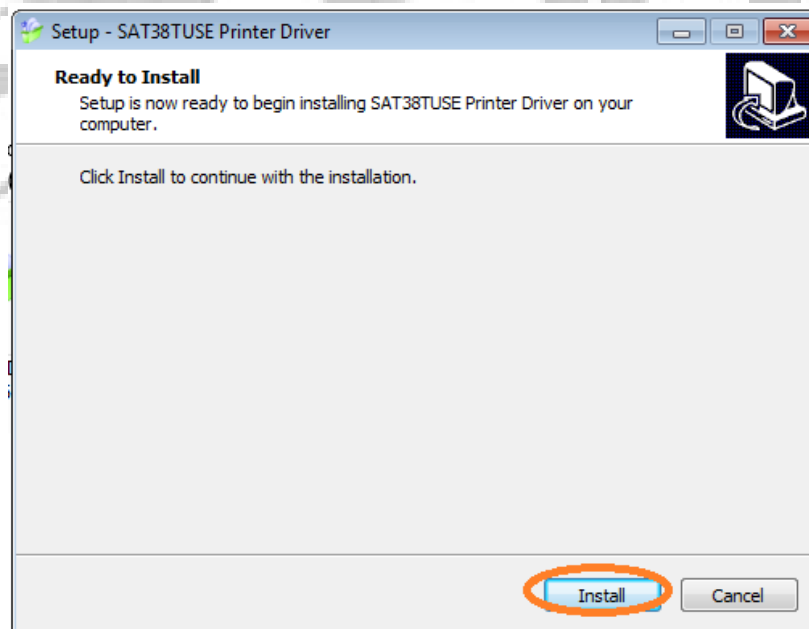 Setup - SAT38TUSE Printer Driver
Ready to Install
Setup is now ready to begin installing SAT38TUSE Printer Driver on your
computer.
Click Install to continue with the installation.
Install
Cancel